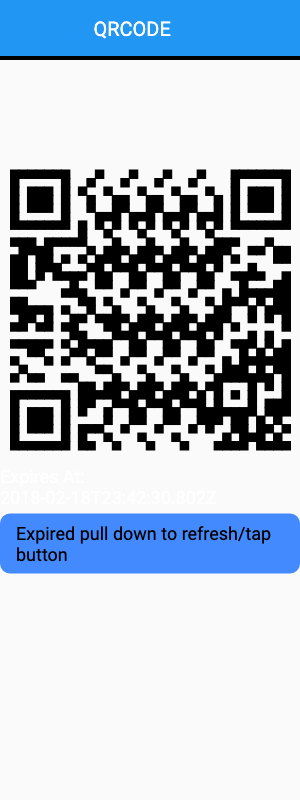 QRCODE
Expires At
2018-02-18T23:42:30.802Z
Expired pull down to refresh/tap
button